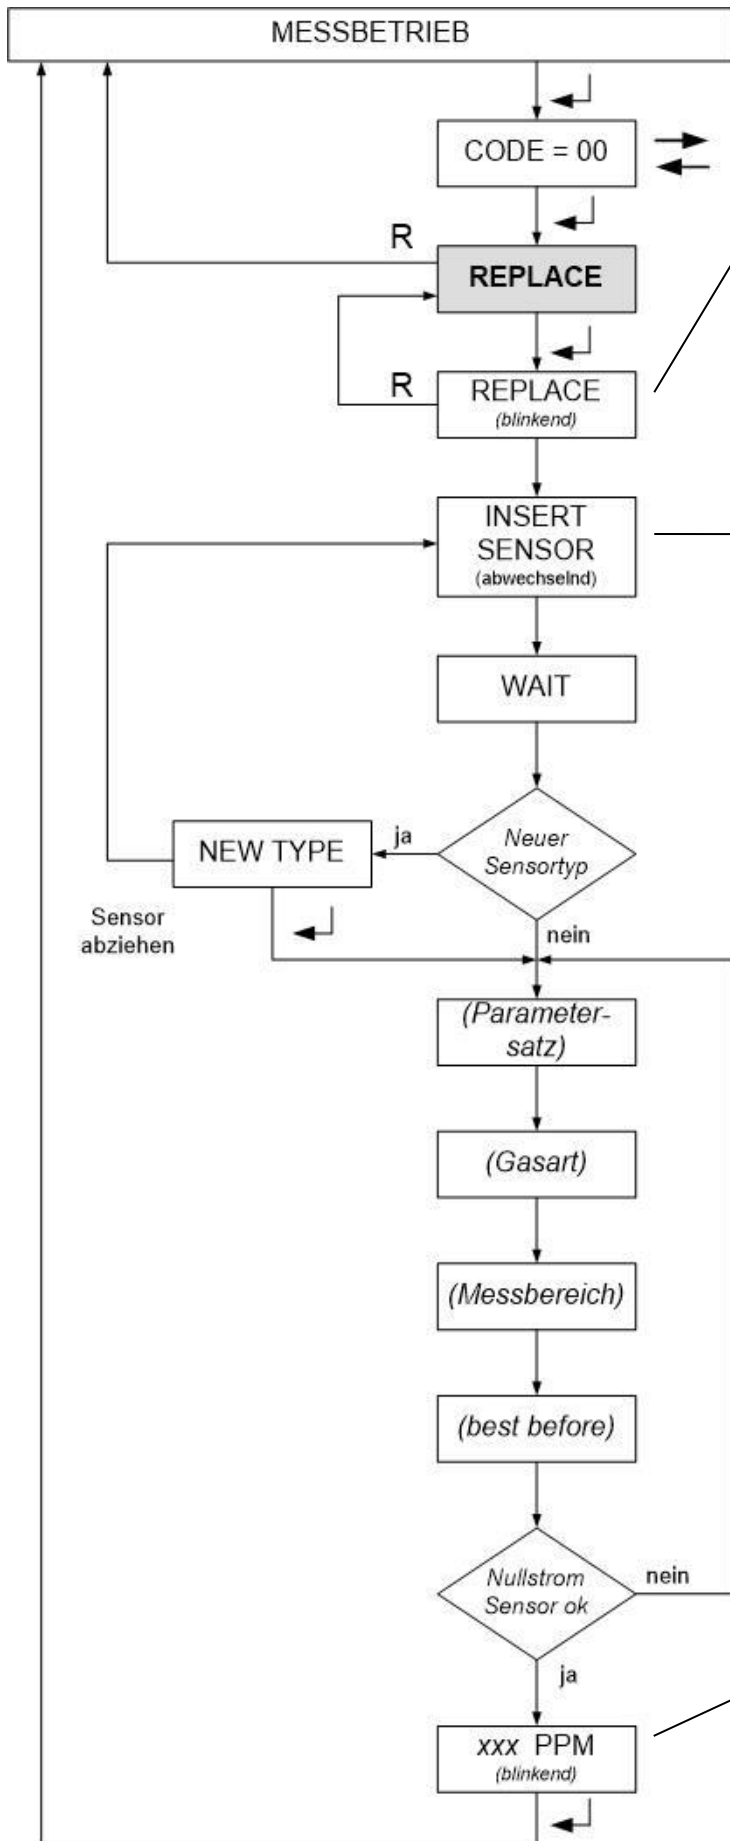 MESSBETRIEB
CODE = 00
R
REPLACE
R
REPLACE
(blinkend)
INSERT
SENSOR
(abwechselnd)
WAIT
Neuer
Sensortyp
ja
NEW TYPE
Sensor
abziehen
nein
(Parameter-
satz)
(Gasart)
(Messbereich)
(best before)
Nullstrom
Sensor ok
nein
ja
xxx PPM
(blinkend)